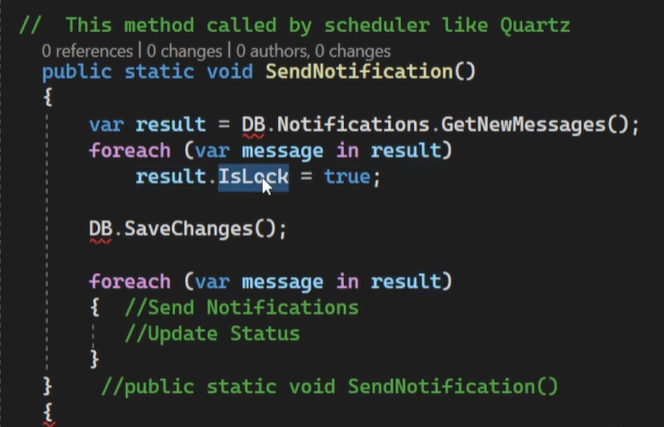 //  This method called by scheduler like Quartz
0 references | 0 changes | 0 authors, 0 changes
public static void SendNotification()
{
var result = DB.Notifications.GetNewMessages();
foreach (var message in result)
result.IsLock = true;
DB.SaveChanges();
foreach (var message in result)
{  //Send Notifications
//Update Status
}
}    //public static void SendNotification()
{